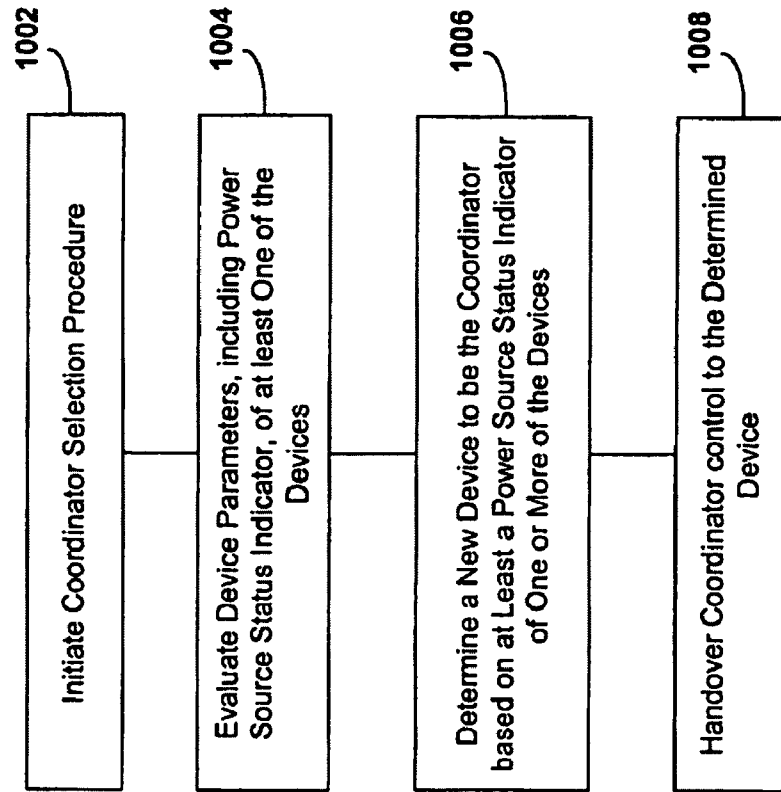 Initiate Coordinator Selection Procedure
1002
Evaluate Device Parameters, including Power
Source Status Indicator, of at least One of the
Devices
1004
Determine a New Device to be the Coordinator
based on at Least a Power Source Status Indicator
of One or More of the Devices
1006
Handover Coordinator control to the Determined
Device
1008